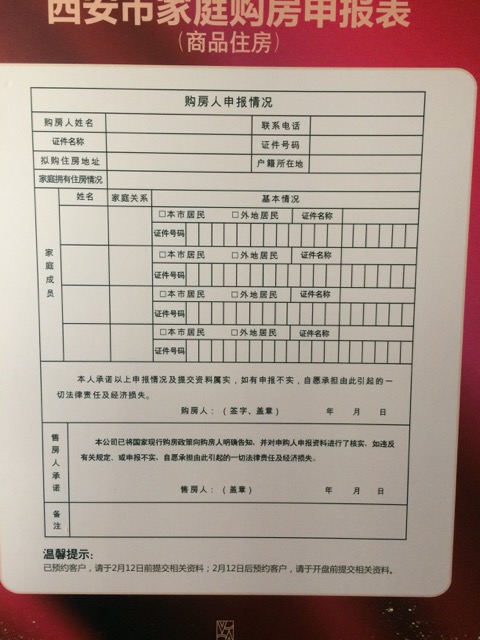 西安市家庭购房申报表
(商品住房)
购房人申报情况
购房人姓名 联系电话
证件名称 证件号码
拟购住房地址 户籍所在地
家庭拥有住房情况
家庭成员 姓名 家庭关系 基本情况
□本市居民 □外地居民 证件名称
证件号码
□本市居民 □外地居民 证件名称
证件号码
□本市居民 □外地居民 证件名称
证件号码
□本市居民 □外地居民 证件名称
证件号码
本人承诺以上申报情况及提交资料属实,如有申报不实,自愿承担由此引起的一
切法律责任及经济损失。
购房人:(签字、盖章) 年 月 日
售房人承诺
本公司已将国家现行购房政策向购房人明确告知、并对申购人申报资料进行了核实、如违反
有关规定、或申报不实、自愿承担由此引起的一切法律责任及经济损失。
售房人:(盖章) 年 月 日
备注
温馨提示:
已预约客户,请于2月12日前提交相关资料;2月12日后预约客户,请于开盘前提交相关资料。